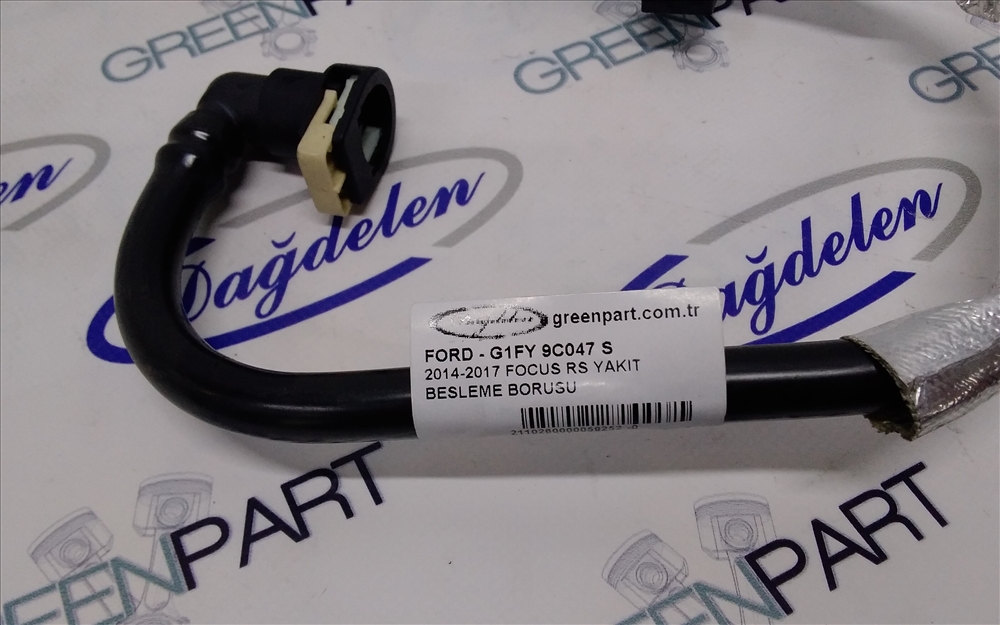 GREENPART
GREENPART
GREEN
Dağdelen
Dağdelen
en
greenpart.com.tr
FORD - G1FY 9C047 S
2014-2017 FOCUS RS YAKIT
BESLEME BORUSU
GREENPART
GREENPART